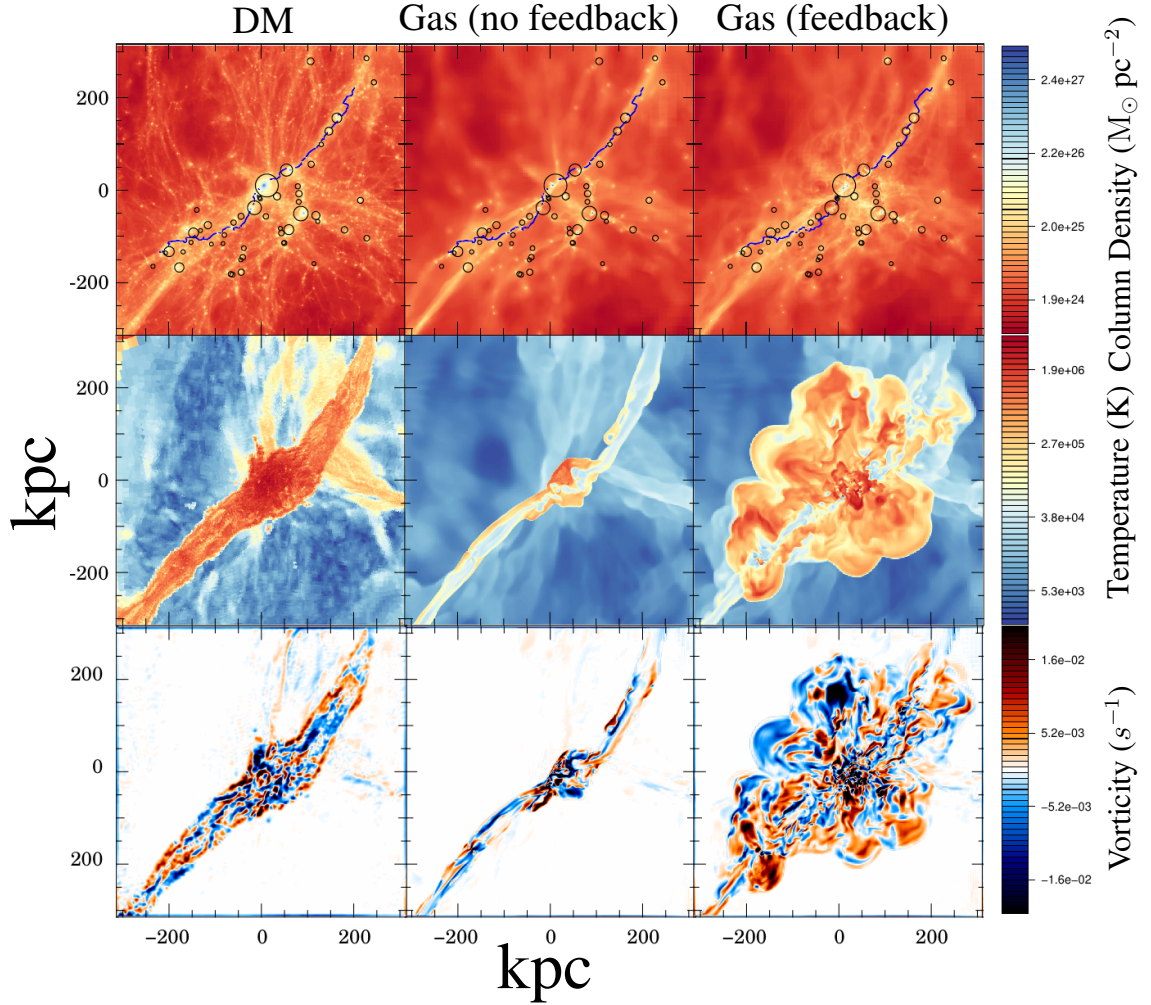 DM Gas (no feedback) Gas (feedback)
200
0
-200
2.4e+27
2.2e+26
2.0e+25
1.9e+24
Column Density (M⊙ pc−2)
200
0
-200
1.9e+06
2.7e+05
3.8e+04
5.3e+03
Temperature (K)
kpc
200
0
200
1.6e-02
5.2e-03
-5.2e-03
-1.6e-02
Vorticity (s−1)
-200 0 200 -200 0 200 -200 0 200
kpc